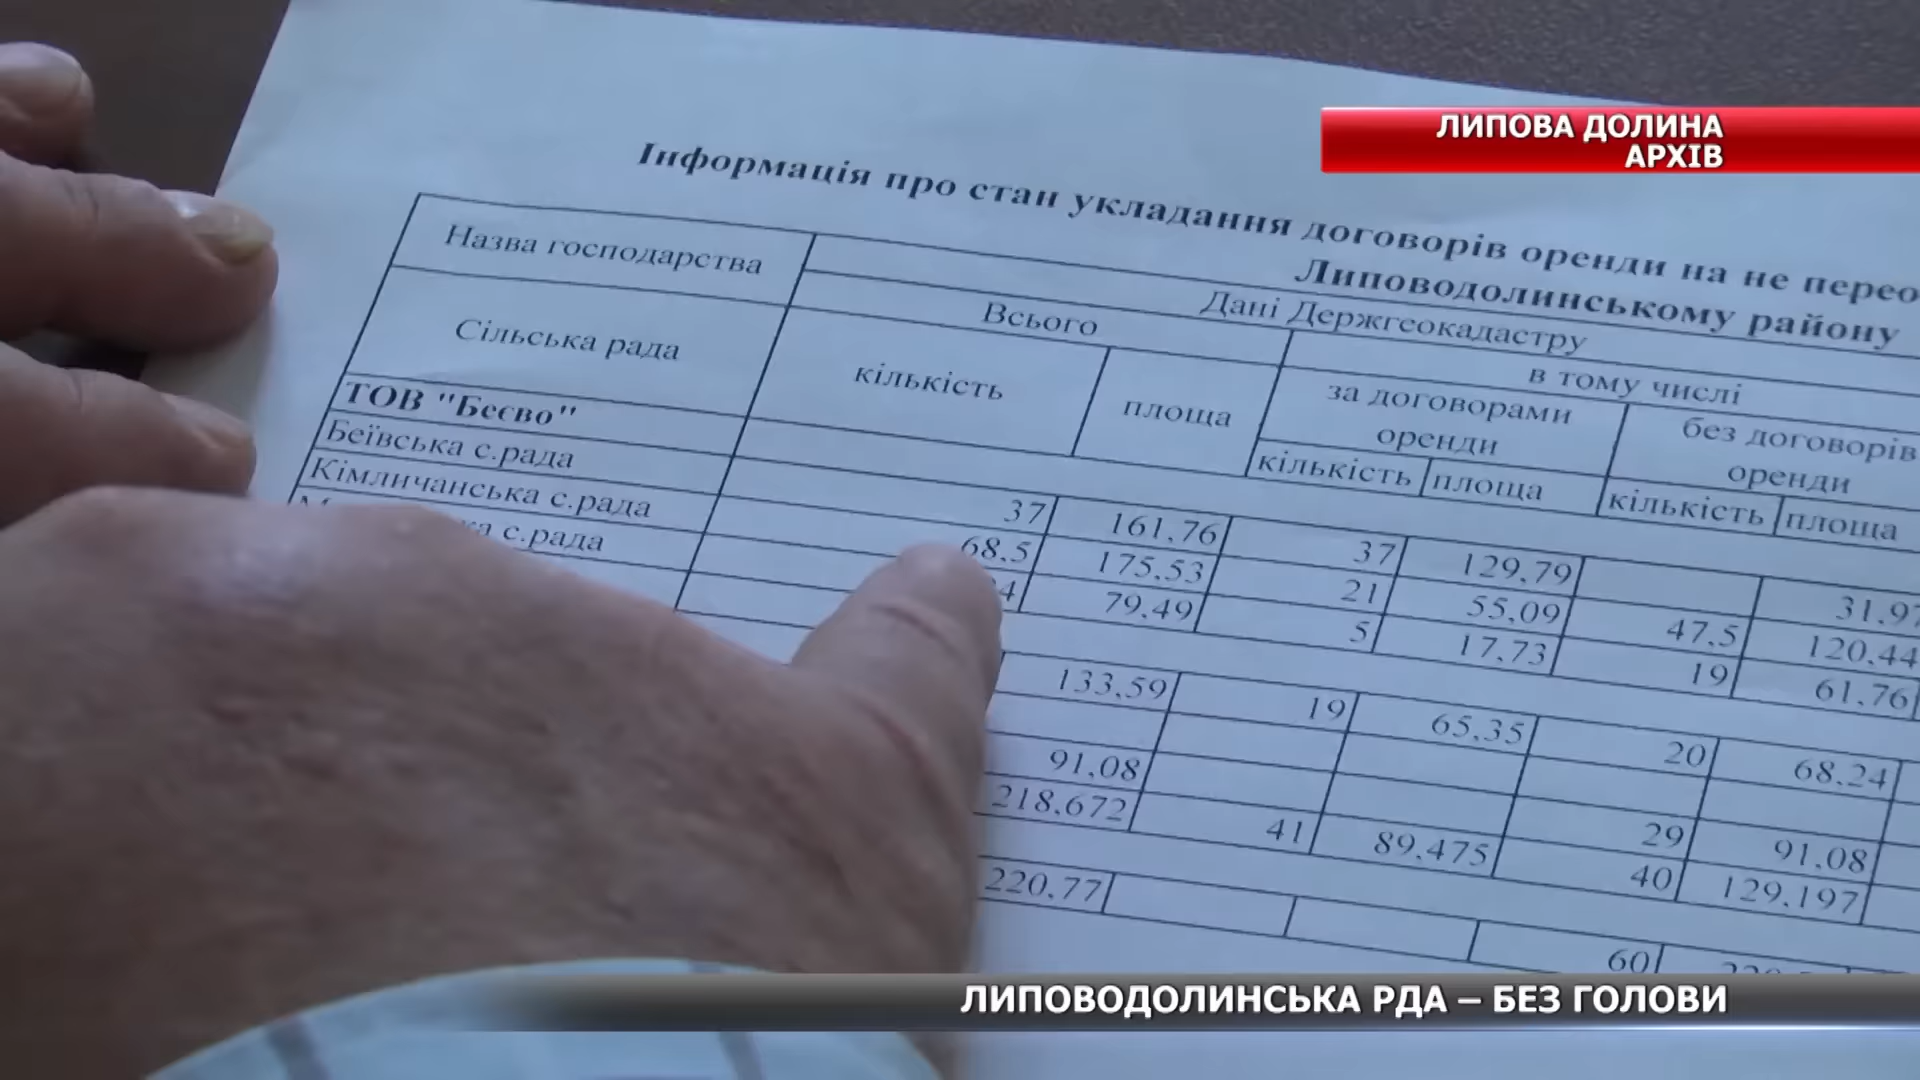 ЛИПОВА ДОЛИНА
АРХІВ
Інформація про стан укладання договорів оренди на не
Липоводолинському району
Назва господарства
Дані Держгеокадастру
Сільська рада
Всього
в тому числі
кількість
площа
за договорами оренди
без договорів оренди
кількість
площа
кількість
площа
ТОВ "Беєво"
Беївська с.рада 37 161,76 37 129,79 31,97
Кімличанська с.рада 68,5 175,53 21 55,09 47,5 120,44
с.рада 79,49 5 17,73 19 61,76
133,59 19 65,35 20 68,24
91,08 29 91,08
218,672 41 89,475 40 129,197
220,77 60
ЛИПОВОДОЛИНСЬКА РДА – БЕЗ ГОЛОВИ